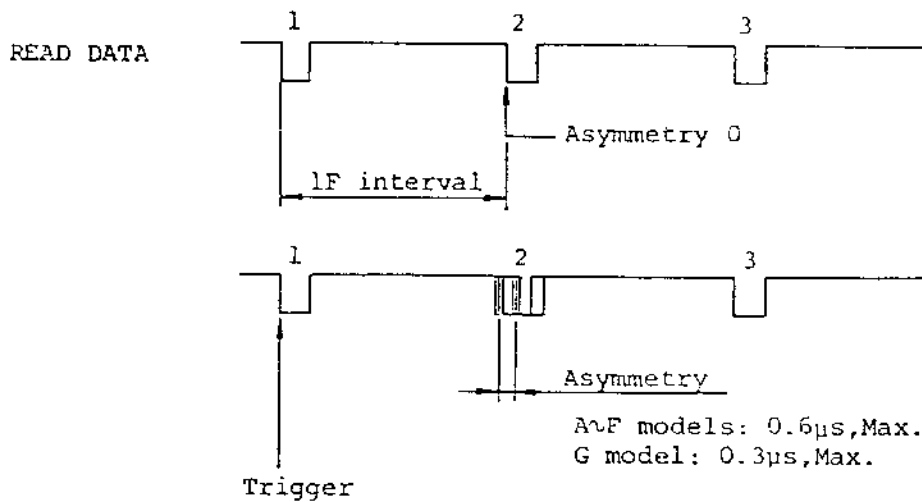 1 2 3
READ DATA
Asymmetry 0
1F interval
1 2 3
Asymmetry
A~F models: 0.6µs,Max.
G model: 0.3µs,Max.
Trigger